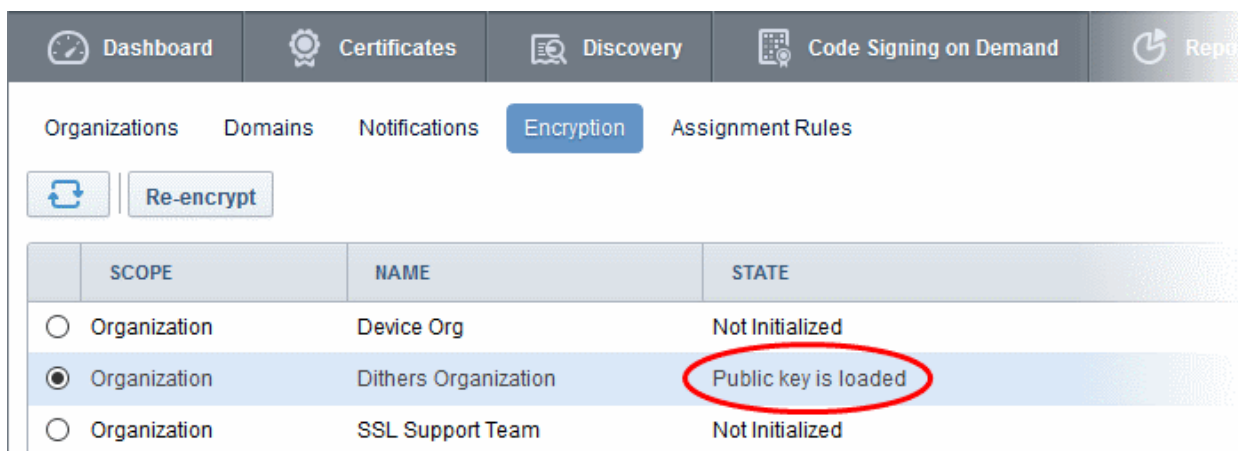 Dashboard Certificates Discovery Code Signing on Demand Repo
Organizations Domains Notifications Encryption Assignment Rules
Re-encrypt
SCOPE NAME STATE
Organization Device Org Not Initialized
Organization Dithers Organization Public key is loaded
Organization SSL Support Team Not Initialized